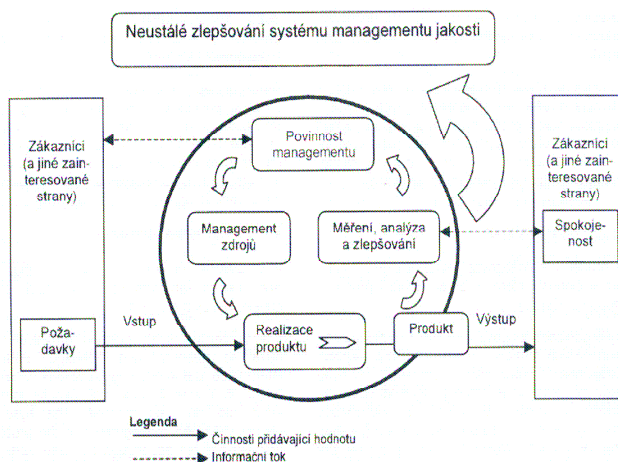 Neustálé zlepšování systému managementu jakosti
Zákazníci
(a jiné zain-
teresované
strany)
Povinnost
managementu
Zákazníci
(a jiné zain-
teresované
strany)
Management
zdrojů
Měření, analýza
a zlepšování
Spokoje-
nost
Poža-
davky
Vstup
Realizace
produktu
Produkt
Výstup
Legenda
Činnosti přidávající hodnotu
Informační tok